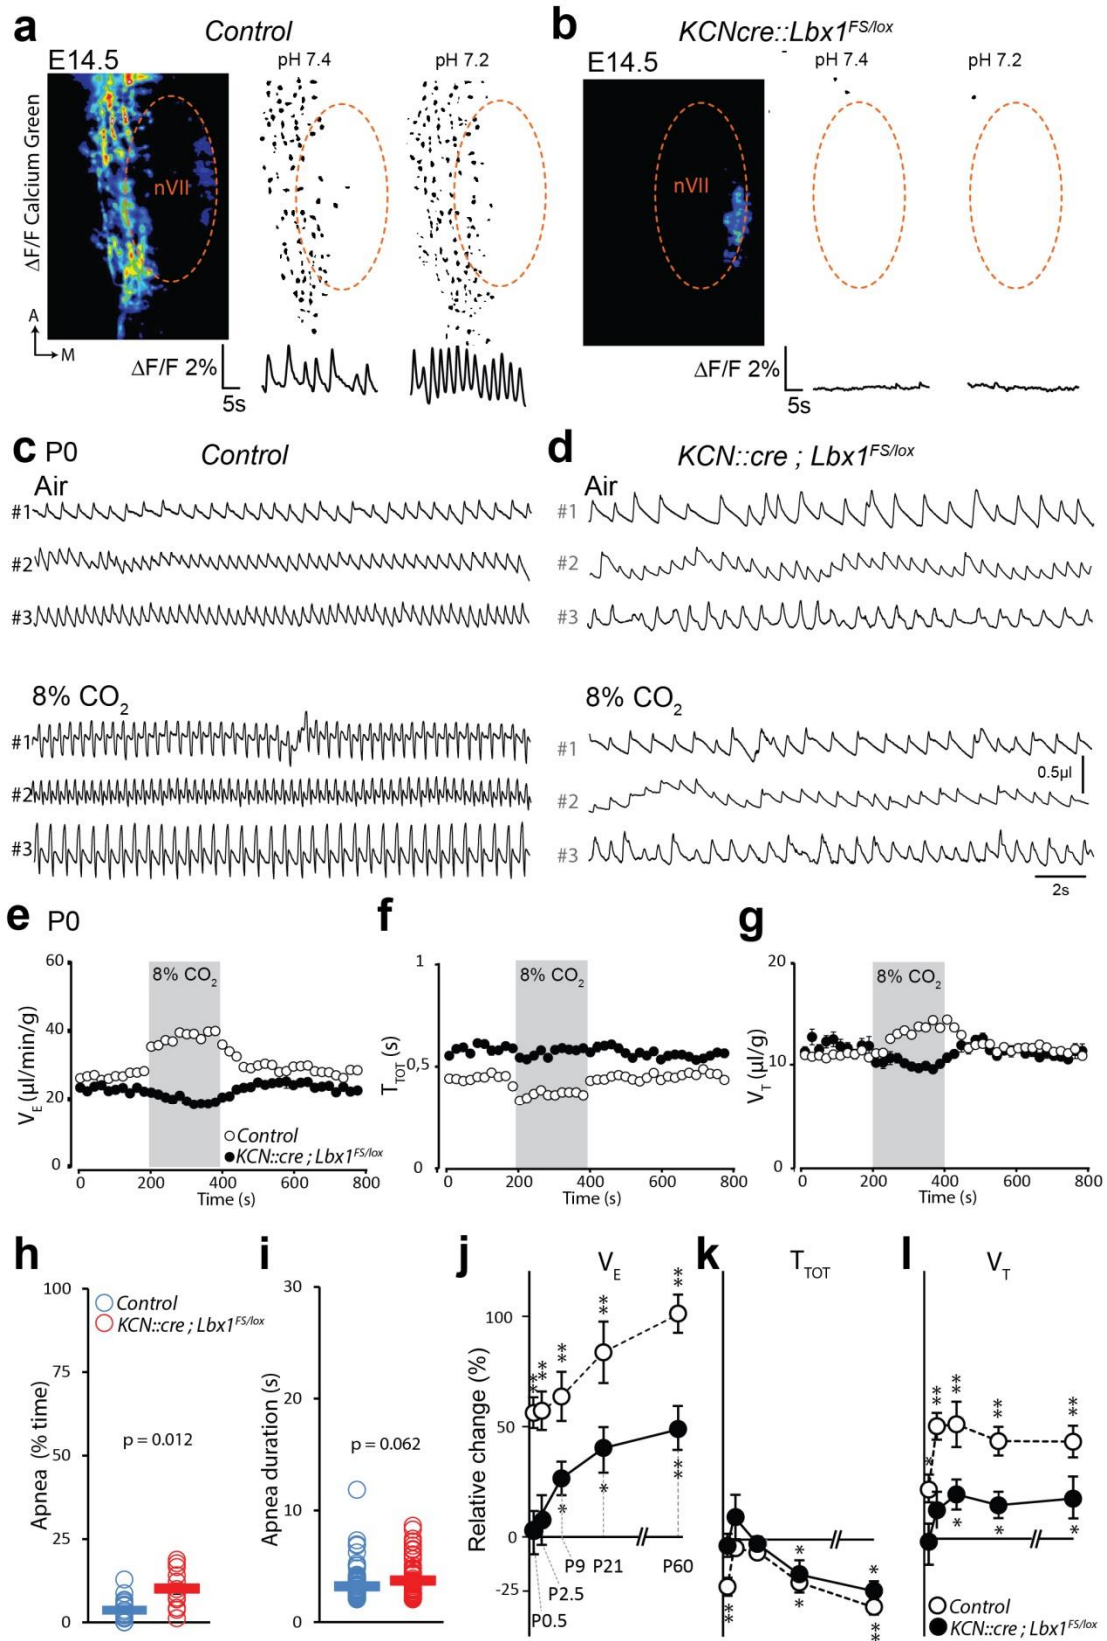 a Control
E14.5 pH 7.4 pH 7.2
nVII
ΔF/F Calcium Green
A
M
ΔF/F 2%
5s
b KCNcre::Lbx1FS/lox
E14.5 pH 7.4 pH 7.2
nVII
ΔF/F 2%
5s
c P0 Control
Air
#1
#2
#3
8% CO2
#1
#2
#3
d KCN::cre ; Lbx1FS/lox
Air
#1
#2
#3
8% CO2
#1
0.5µl
#2
#3
2s
e P0
60
40
20
0
VE (µl/min/g)
8% CO2
Control
KCN::cre ; Lbx1FS/lox
0 200 400 600 800
Time (s)
f
1
0,5
0
TTOT (s)
8% CO2
0 200 400 600 800
Time (s)
g
20
10
0
VT (µl/g)
8% CO2
0 200 400 600 800
Time (s)
h
100
75
50
25
0
Apnea (% time)
Control
KCN::cre ; Lbx1FS/lox
p = 0.012
i
30
20
10
0
Apnea duration (s)
p = 0.062
j VE
100
50
0
-25
Relative change (%)
** ** ** ** **
* * **
P0.5
P2.5
P9
P21
P60
k TTOT
** * * * **
l VT
* ** ** ** **
* * *
Control
KCN::cre ; Lbx1FS/lox